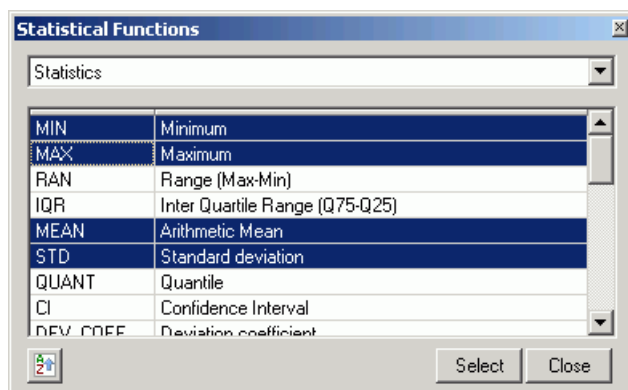 Statistical Functions
Statistics
MIN Minimum
MAX Maximum
RAN Range (Max-Min)
IQR Inter Quartile Range (Q75-Q25)
MEAN Arithmetic Mean
STD Standard deviation
QUANT Quantile
CI Confidence Interval
DEV_COEF Deviation coefficient
Select Close